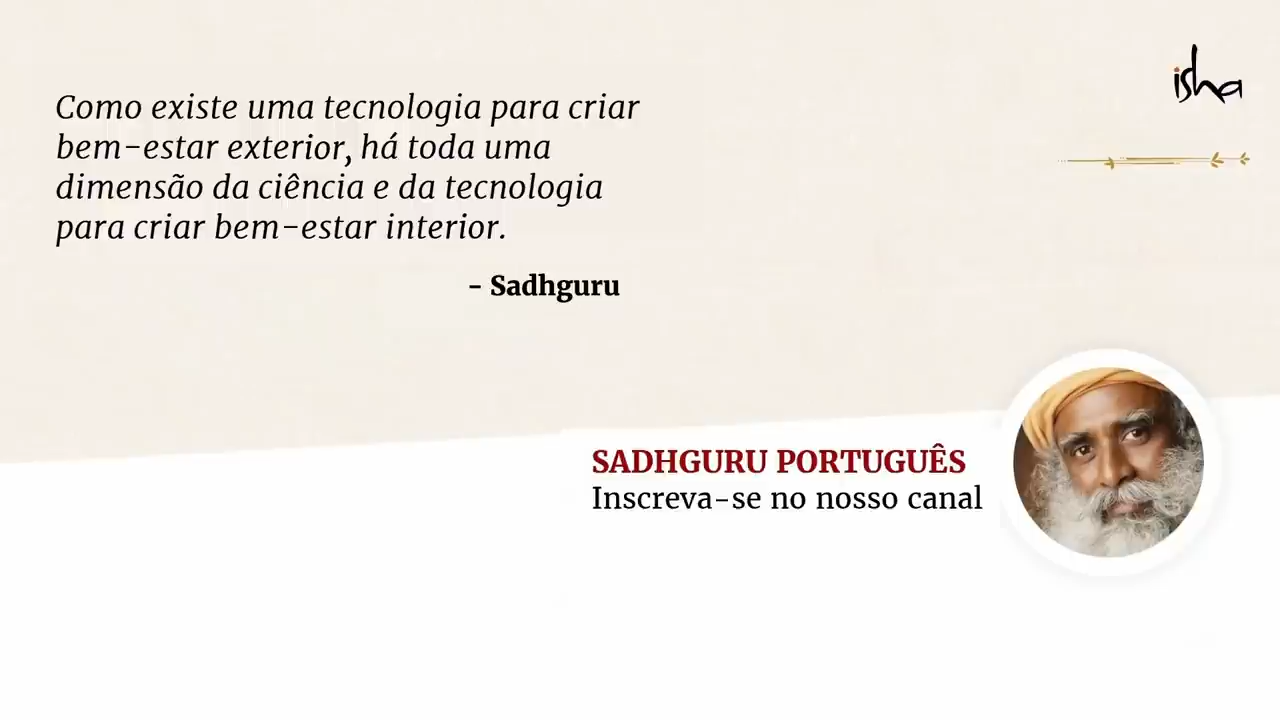 isha
Como existe uma tecnologia para criar
bem-estar exterior, há toda uma
dimensão da ciência e da tecnologia
para criar bem-estar interior.
- Sadhguru
SADHGURU PORTUGUÊS
Inscreva-se no nosso canal